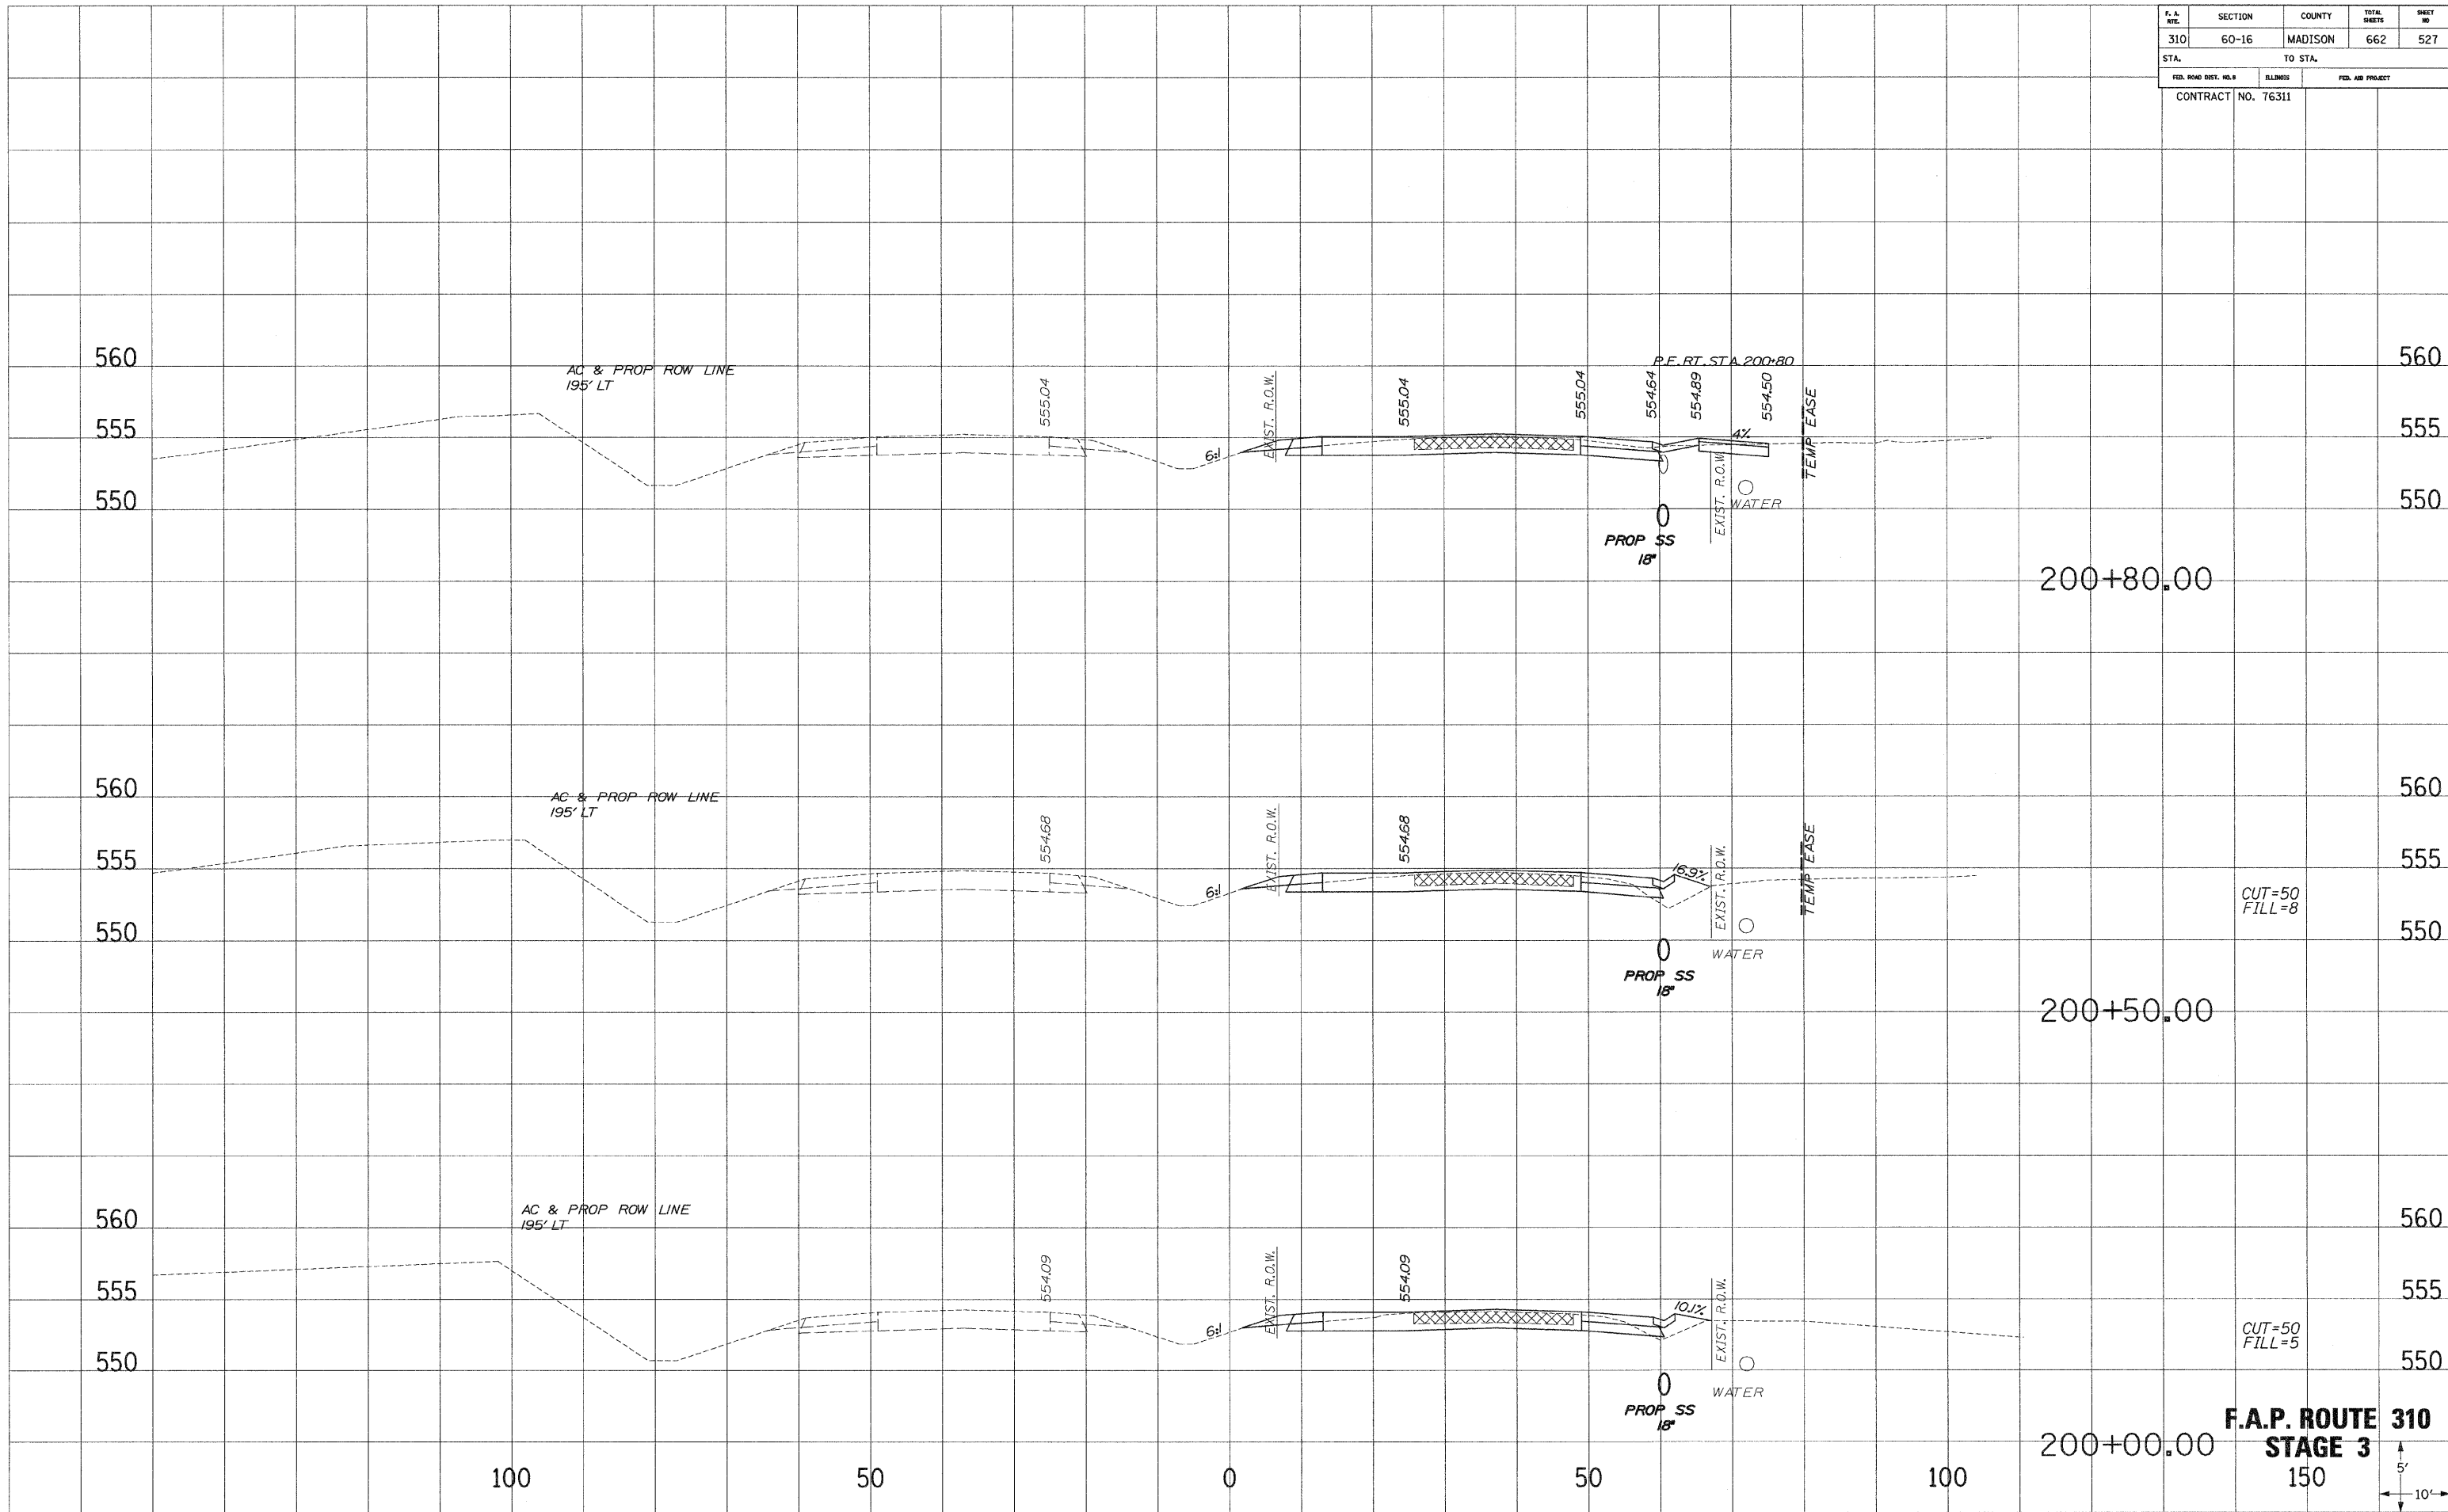 F. A. RTE. SECTION COUNTY TOTAL SHEETS SHEET NO
310 60-16 MADISON 662 527
STA. TO STA.
FED. ROAD DIST. NO. 8 ILLINOIS FED. AID PROJECT
CONTRACT NO. 76311
560 560
AC & PROP ROW LINE
195' LT
P.E. RT. STA. 200+80
555.04 EXIST. R.O.W. 555.04 555.04 554.64 554.89 554.50 TEMP EASE
555 555
6:1 4%
550 550
EXIST. R.O.W.
WATER
PROP SS
18"
200+80.00
560 560
AC & PROP ROW LINE
195' LT
554.68 EXIST. R.O.W. 554.68 EXIST. R.O.W. TEMP EASE
555 555
6:1 16.9%
CUT=50
FILL=8
550 550
WATER
PROP SS
18"
200+50.00
560 560
AC & PROP ROW LINE
195' LT
554.09 EXIST. R.O.W. 554.09 EXIST. R.O.W.
555 555
6:1 10.1%
CUT=50
FILL=5
550 550
WATER
PROP SS
18"
F.A.P. ROUTE 310
200+00.00 STAGE 3
100 50 0 50 100 150
5'
10'